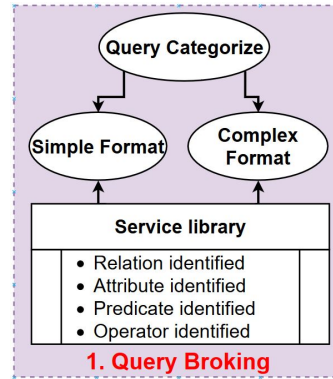 Query Categorize
Simple Format
Complex
Format
Service library
• Relation identified
• Attribute identified
• Predicate identified
• Operator identified
1. Query Broking